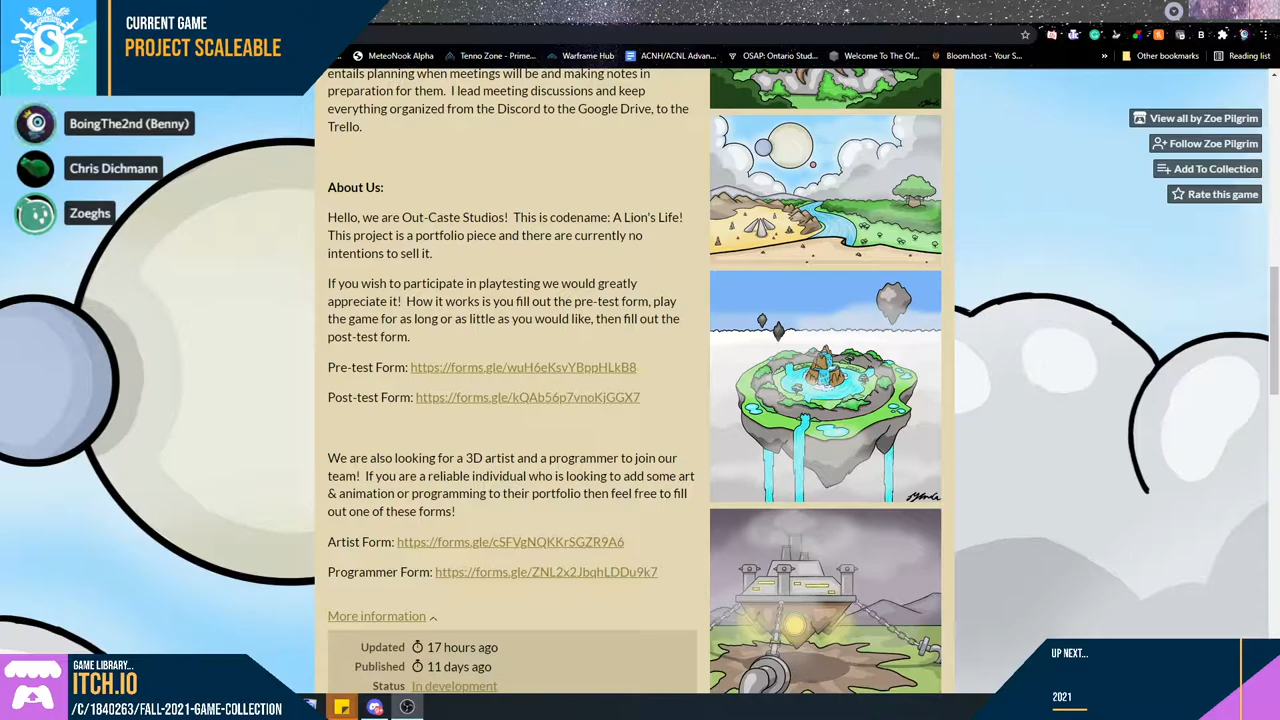 CURRENT GAME
PROJECT SCALEABLE
MeteoNook Alpha
Tenno Zone - Prime...
Warframe Hub
ACNH/ACNL Advan...
OSAP: Ontario Stud...
Welcome To The Of...
Bloom.host - Your S...
Other bookmarks
Reading list
BoingThe2nd (Benny)
Chris Dichmann
Zoeghs
entails planning when meetings will be and making notes in
preparation for them. I lead meeting discussions and keep
everything organized from the Discord to the Google Drive, to the
Trello.
About Us:
Hello, we are Out-Caste Studios! This is codename: A Lion's Life!
This project is a portfolio piece and there are currently no
intentions to sell it.
If you wish to participate in playtesting we would greatly
appreciate it! How it works is you fill out the pre-test form, play
the game for as long or as little as you would like, then fill out the
post-test form.
Pre-test Form: https://forms.gle/wuH6eKsvYBppHLkB8
Post-test Form: https://forms.gle/kQAb56p7vnoKjGGX7
We are also looking for a 3D artist and a programmer to join our
team! If you are a reliable individual who is looking to add some art
& animation or programming to their portfolio then feel free to fill
out one of these forms!
Artist Form: https://forms.gle/cSFVgNQKKrSGZR9A6
Programmer Form: https://forms.gle/ZNL2x2JbqhLDDu9k7
More information
Updated 17 hours ago
Published 11 days ago
Status In development
View all by Zoe Pilgrim
Follow Zoe Pilgrim
Add To Collection
Rate this game
GAME LIBRARY...
ITCH.IO
/C/1840263/FALL-2021-GAME-COLLECTION
UP NEXT...
2021